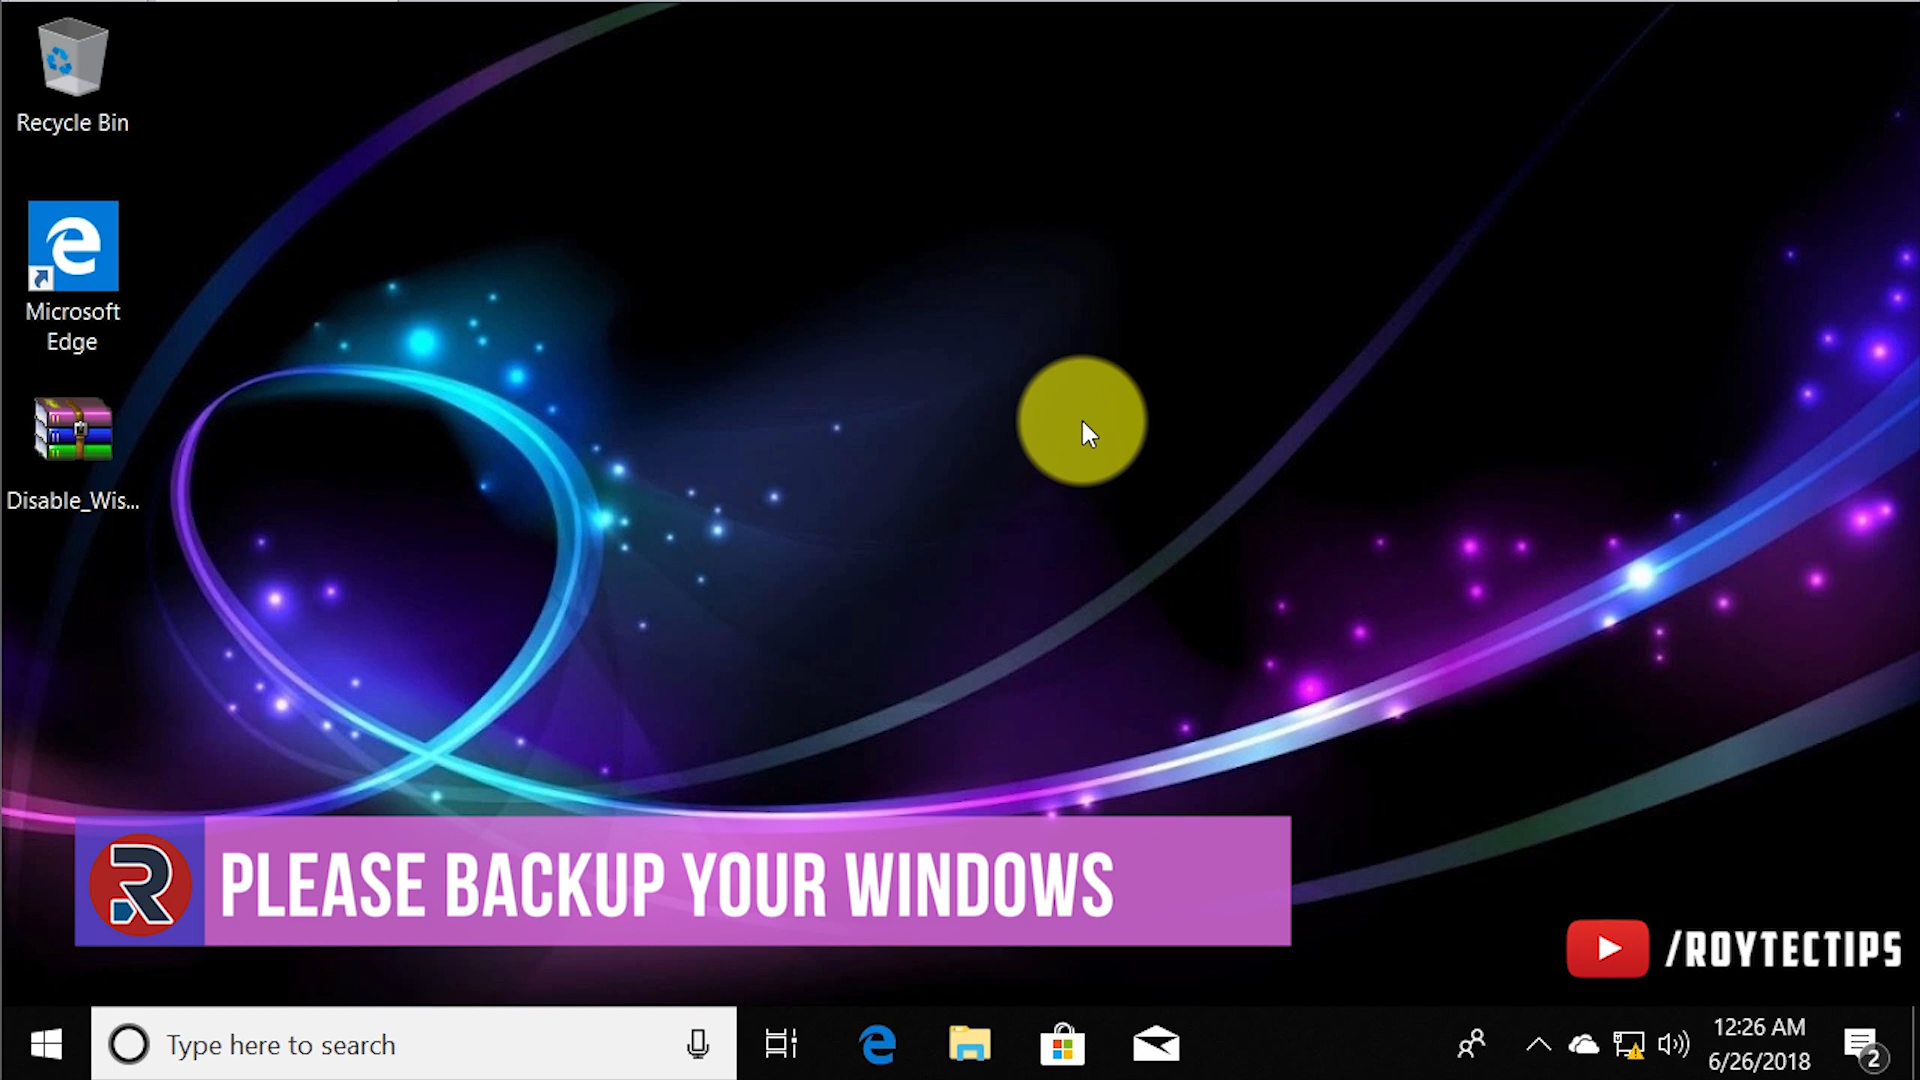 Recycle Bin
Microsoft
Edge
Disable_Wis...
PLEASE BACKUP YOUR WINDOWS
/ROYTECTIPS
Type here to search
12:26 AM
6/26/2018
2